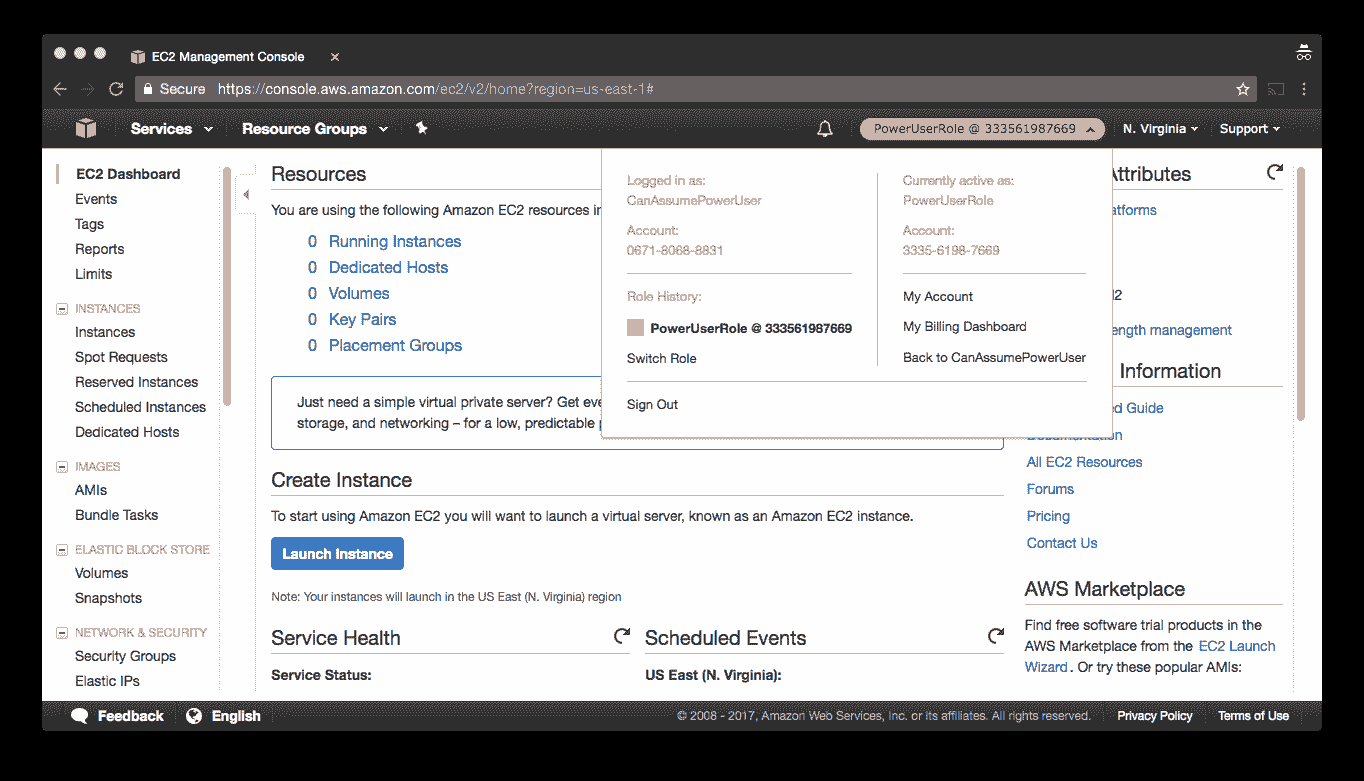 EC2 Management Console
Secure https://console.aws.amazon.com/ec2/v2/home?region=us-east-1#
Services Resource Groups PowerUserRole @ 333561987669 N. Virginia Support
EC2 Dashboard
Events
Tags
Reports
Limits
INSTANCES
Instances
Spot Requests
Reserved Instances
Scheduled Instances
Dedicated Hosts
IMAGES
AMIs
Bundle Tasks
ELASTIC BLOCK STORE
Volumes
Snapshots
NETWORK & SECURITY
Security Groups
Elastic IPs
Resources
You are using the following Amazon EC2 resources in
0 Running Instances
0 Dedicated Hosts
0 Volumes
0 Key Pairs
0 Placement Groups
Just need a simple virtual private server? Get eve
storage, and networking – for a low, predictable
Create Instance
To start using Amazon EC2 you will want to launch a virtual server, known as an Amazon EC2 instance.
Launch Instance
Note: Your instances will launch in the US East (N. Virginia) region
Service Health
Service Status:
Scheduled Events
US East (N. Virginia):
Logged in as:
CanAssumePowerUser
Account:
0671-8068-8831
Role History:
PowerUserRole @ 333561987669
Switch Role
Sign Out
Currently active as:
PowerUserRole
Account:
3335-6198-7669
My Account
My Billing Dashboard
Back to CanAssumePowerUser
Attributes
atforms
2
ength management
Information
d Guide
Documentation
All EC2 Resources
Forums
Pricing
Contact Us
AWS Marketplace
Find free software trial products in the
AWS Marketplace from the EC2 Launch
Wizard. Or try these popular AMIs:
Feedback English © 2008 - 2017, Amazon Web Services, Inc. or its affiliates. All rights reserved. Privacy Policy Terms of Use